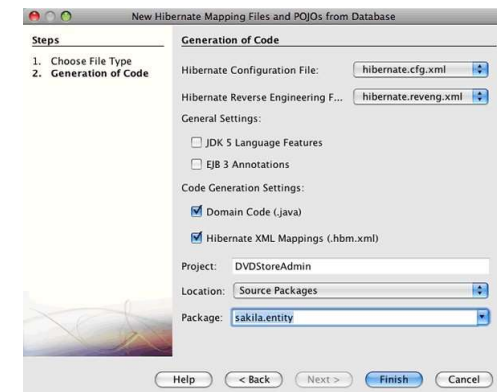 New Hibernate Mapping Files and POJOs from Database
Steps
1. Choose File Type
2. Generation of Code
Generation of Code
Hibernate Configuration File: hibernate.cfg.xml
Hibernate Reverse Engineering F... hibernate.reveng.xml
General Settings:
JDK 5 Language Features
EJB 3 Annotations
Code Generation Settings:
Domain Code (.java)
Hibernate XML Mappings (.hbm.xml)
Project: DVDStoreAdmin
Location: Source Packages
Package: sakila.entity
Help < Back Next > Finish Cancel